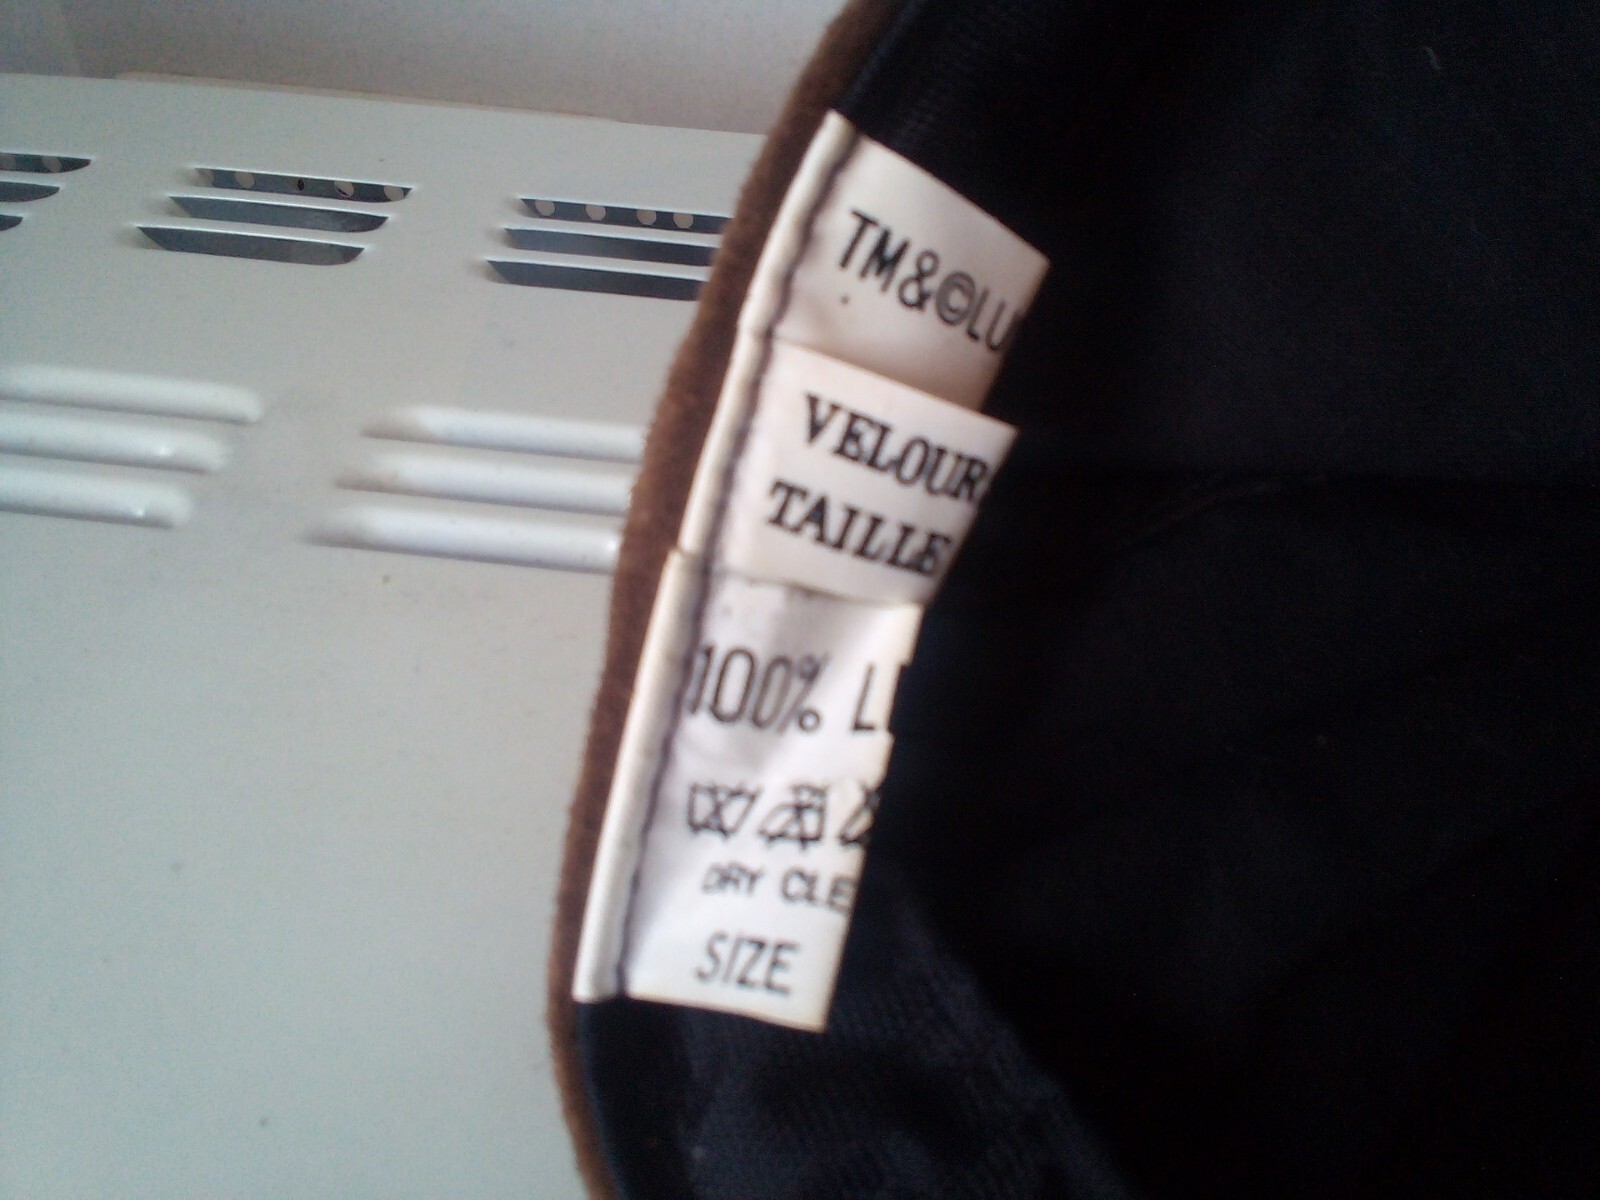 TM&©LU
VELOUR
TAILLE
100% L
DRY CLE
SIZE